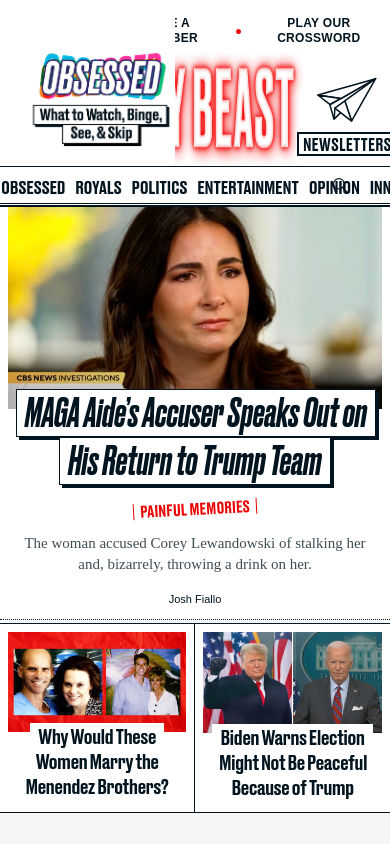 E A
BER
PLAY OUR
CROSSWORD
OBSESSED
What to Watch, Binge,
See, & Skip
Y BEAST
NEWSLETTERS
OBSESSED ROYALS POLITICS ENTERTAINMENT OPINION INN
CBS NEWS INVESTIGATIONS
MAGA Aide's Accuser Speaks Out on
His Return to Trump Team
PAINFUL MEMORIES
The woman accused Corey Lewandowski of stalking her
and, bizarrely, throwing a drink on her.
Josh Fiallo
Why Would These
Women Marry the
Menendez Brothers?
Biden Warns Election
Might Not Be Peaceful
Because of Trump